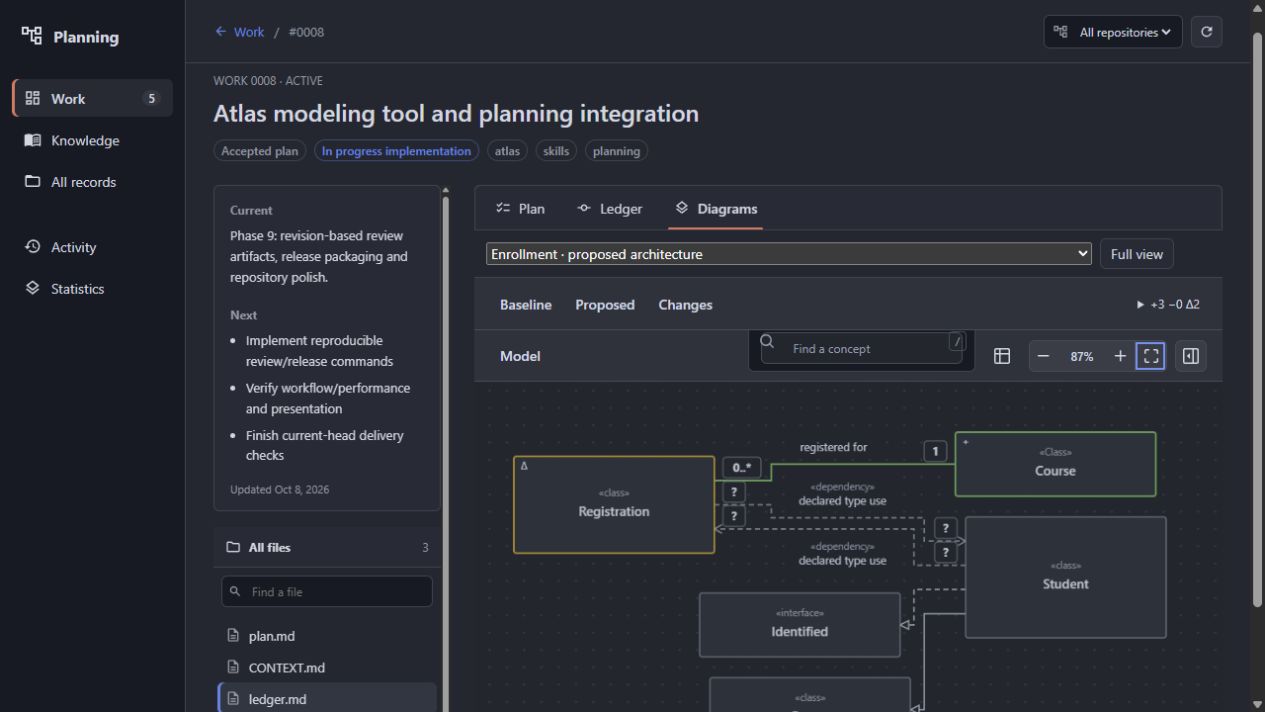 Planning
Work 5
Knowledge
All records
Activity
Statistics
Work / #0008
All repositories
WORK 0008 · ACTIVE
Atlas modeling tool and planning integration
Accepted plan
In progress implementation
atlas
skills
planning
Current
Phase 9: revision-based review
artifacts, release packaging and
repository polish.
Next
Implement reproducible
review/release commands
Verify workflow/performance
and presentation
Finish current-head delivery
checks
Updated Oct 8, 2026
All files 3
Find a file
plan.md
CONTEXT.md
ledger.md
Plan
Ledger
Diagrams
Enrollment · proposed architecture
Full view
Baseline
Proposed
Changes
+3 −0 Δ2
Model
Find a concept /
87%
Δ
«class»
Registration
0..*
?
?
registered for
1
+
«Class»
Course
«dependency»
declared type use
«dependency»
declared type use
?
?
«class»
Student
«interface»
Identified
«class»